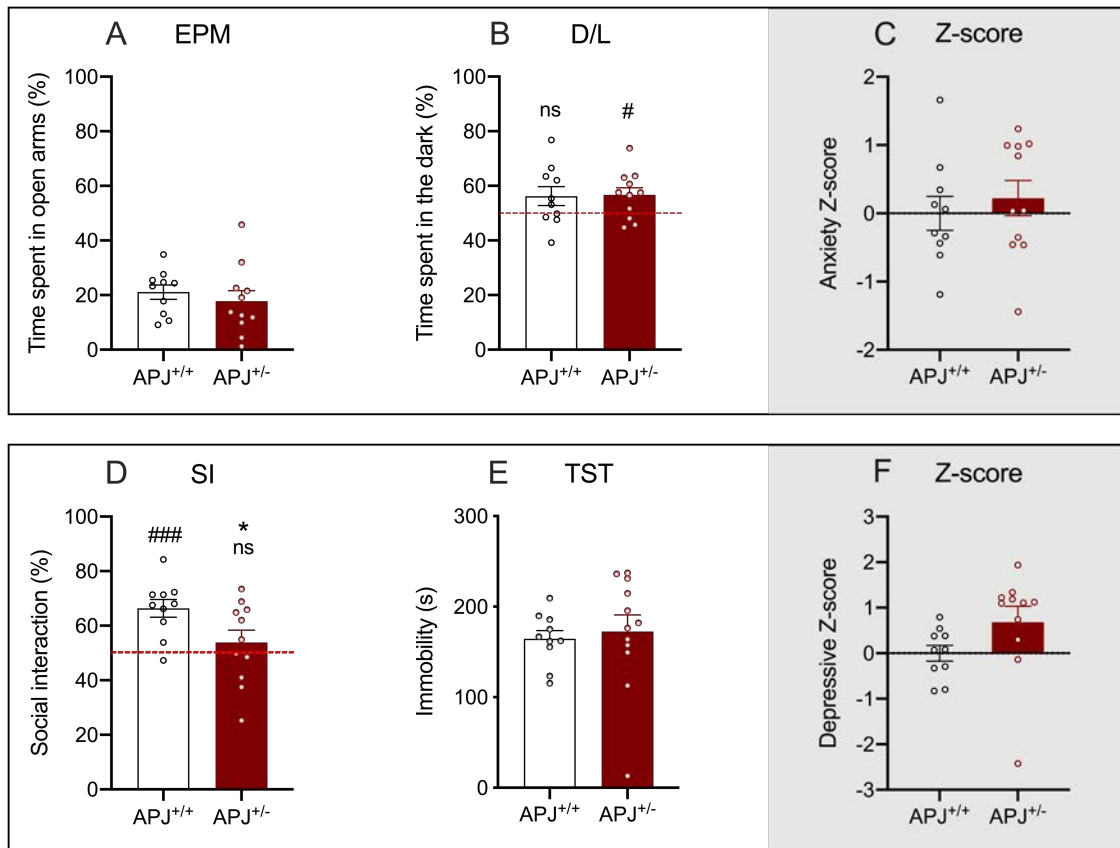 A EPM
Time spent in open arms (%)
100
80
60
40
20
0
APJ+/+ APJ+/-
B D/L
Time spent in the dark (%)
100
80
60
40
20
0
ns #
APJ+/+ APJ+/-
C Z-score
Anxiety Z-score
2
1
0
-1
-2
APJ+/+ APJ+/-
D SI
Social interaction (%)
100
80
60
40
20
0
### *
ns
APJ+/+ APJ+/-
E TST
Immobility (s)
300
200
100
0
APJ+/+ APJ+/-
F Z-score
Depressive Z-score
3
2
1
0
-1
-2
-3
APJ+/+ APJ+/-